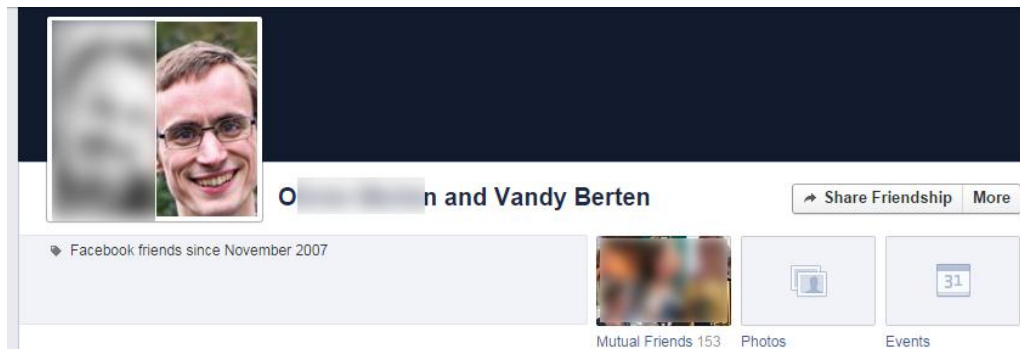 O n and Vandy Berten
Share Friendship
More
Facebook friends since November 2007
31
Mutual Friends 153
Photos
Events